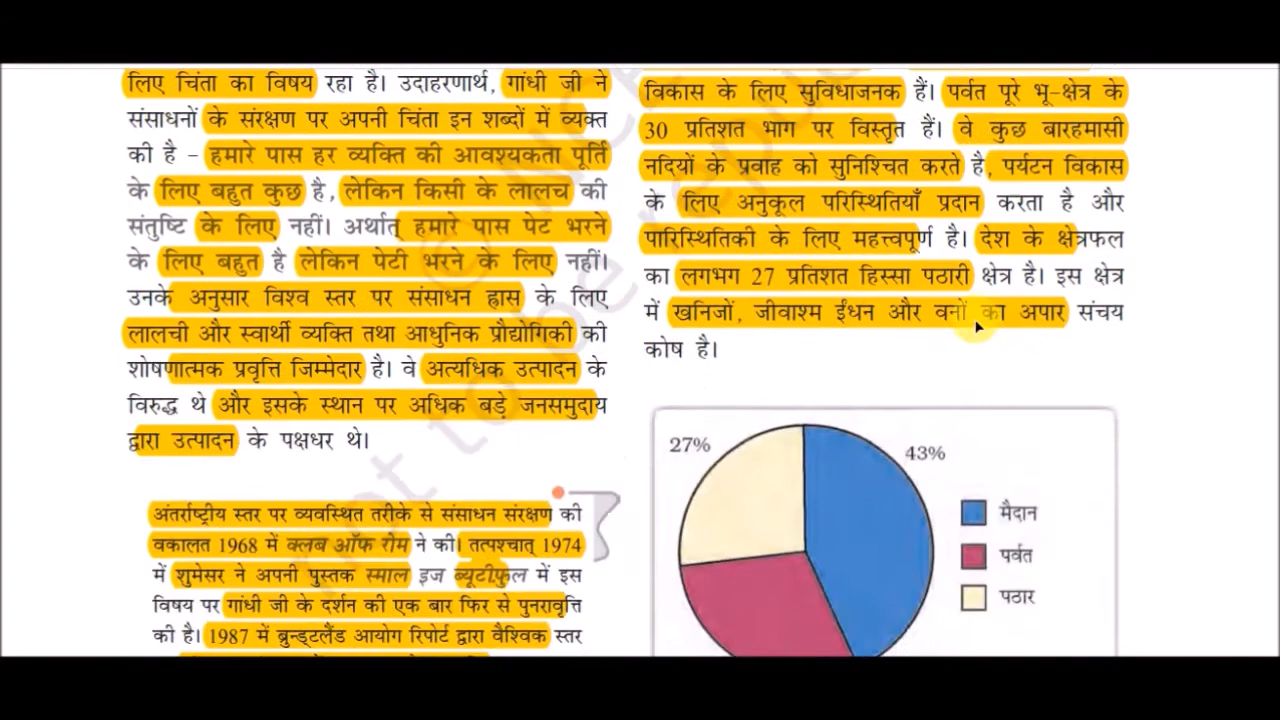 लिए चिंता का विषय रहा है। उदाहरणार्थ, गांधी जी ने
संसाधनों के संरक्षण पर अपनी चिंता इन शब्दों में व्यक्त
की है – हमारे पास हर व्यक्ति की आवश्यकता पूर्ति
के लिए बहुत कुछ है, लेकिन किसी के लालच की
संतुष्टि के लिए नहीं। अर्थात् हमारे पास पेट भरने
के लिए बहुत है लेकिन पेटी भरने के लिए नहीं।
उनके अनुसार विश्व स्तर पर संसाधन ह्रास के लिए
लालची और स्वार्थी व्यक्ति तथा आधुनिक प्रौद्योगिकी की
शोषणात्मक प्रवृत्ति जिम्मेदार है। वे अत्यधिक उत्पादन के
विरुद्ध थे और इसके स्थान पर अधिक बड़े जनसमुदाय
द्वारा उत्पादन के पक्षधर थे।
अंतर्राष्ट्रीय स्तर पर व्यवस्थित तरीके से संसाधन संरक्षण की
वकालत 1968 में क्लब ऑफ रोम ने की। तत्पश्चात् 1974
में शुमेसर ने अपनी पुस्तक स्माल इज ब्यूटीफुल में इस
विषय पर गांधी जी के दर्शन की एक बार फिर से पुनरावृत्ति
की है। 1987 में ब्रुन्ड्टलैंड आयोग रिपोर्ट द्वारा वैश्विक स्तर
विकास के लिए सुविधाजनक हैं। पर्वत पूरे भू-क्षेत्र के
30 प्रतिशत भाग पर विस्तृत हैं। वे कुछ बारहमासी
नदियों के प्रवाह को सुनिश्चित करते है, पर्यटन विकास
के लिए अनुकूल परिस्थितियाँ प्रदान करता है और
पारिस्थितिकी के लिए महत्त्वपूर्ण है। देश के क्षेत्रफल
का लगभग 27 प्रतिशत हिस्सा पठारी क्षेत्र है। इस क्षेत्र
में खनिजों, जीवाश्म ईंधन और वनों का अपार संचय
कोष है।
27%
43%
मैदान
पर्वत
पठार